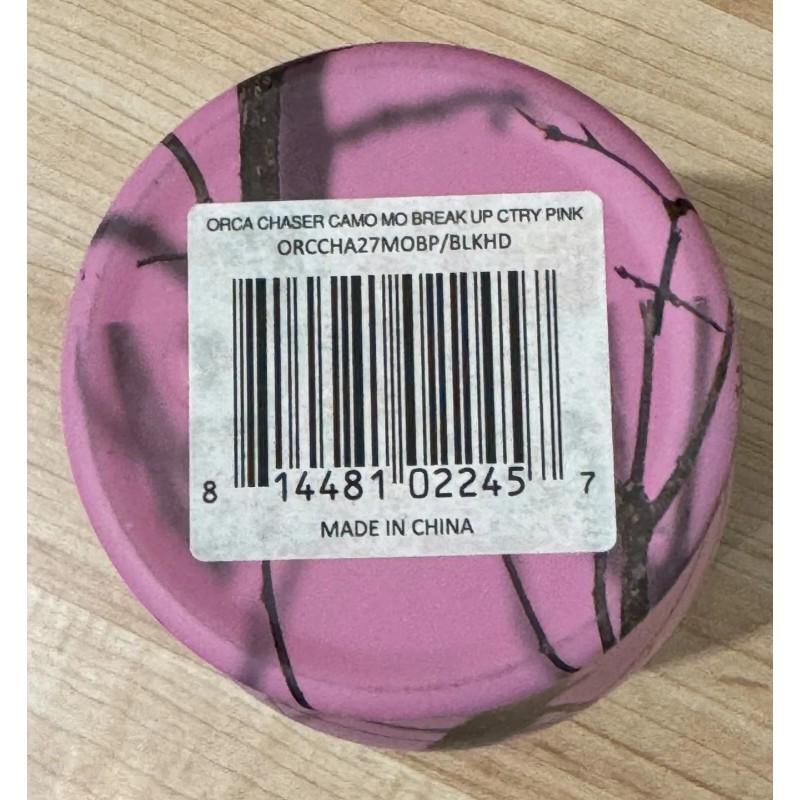 ORCA CHASER CAMO MO BREAK UP CTRY PINK
ORCCHA27MOBP/BLKHD
8 14481 02245 7
MADE IN CHINA